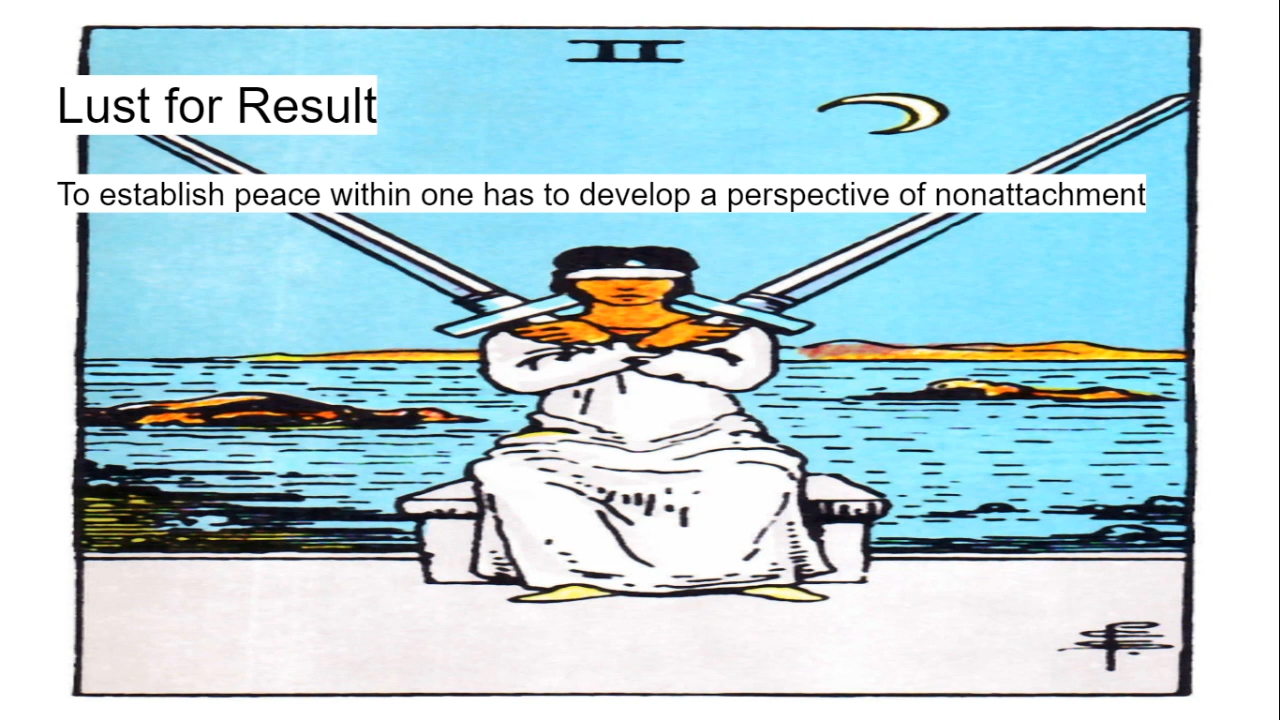 II
Lust for Result
To establish peace within one has to develop a perspective of nonattachment